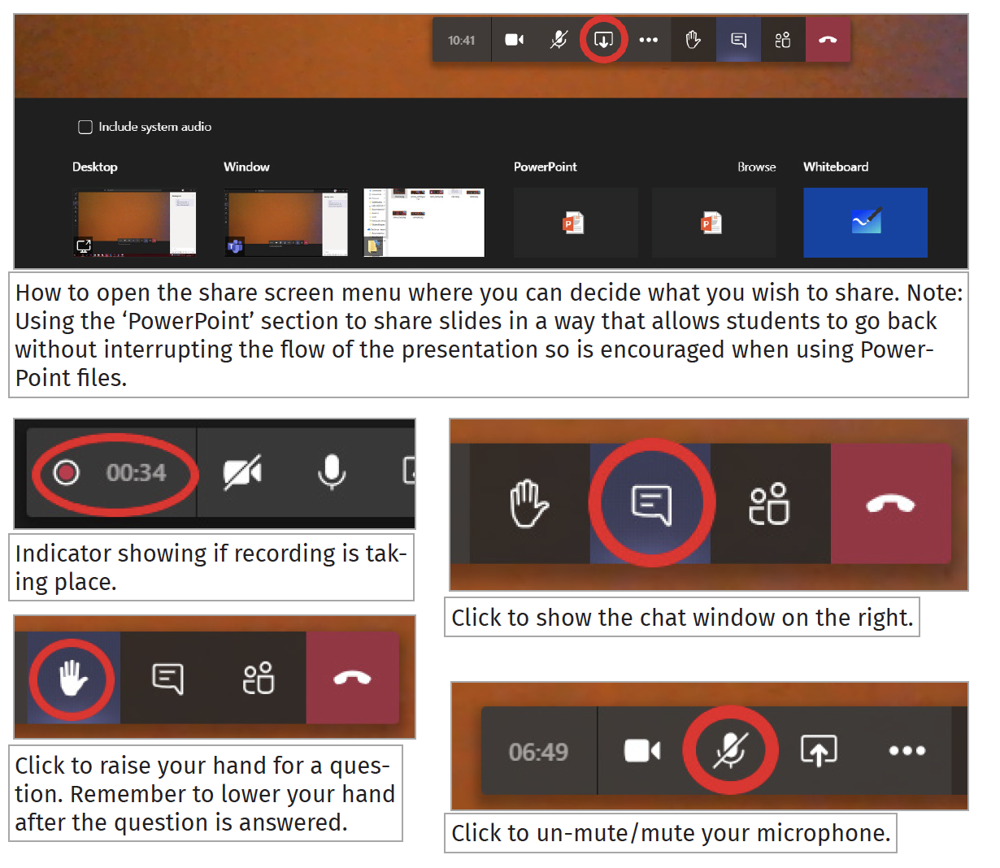 10:41
Include system audio
Desktop
Window
PowerPoint
Browse
Whiteboard
How to open the share screen menu where you can decide what you wish to share. Note:
Using the ‘PowerPoint’ section to share slides in a way that allows students to go back
without interrupting the flow of the presentation so is encouraged when using Power-
Point files.
00:34
Indicator showing if recording is tak-
ing place.
Click to show the chat window on the right.
Click to raise your hand for a ques-
tion. Remember to lower your hand
after the question is answered.
06:49
Click to un-mute/mute your microphone.